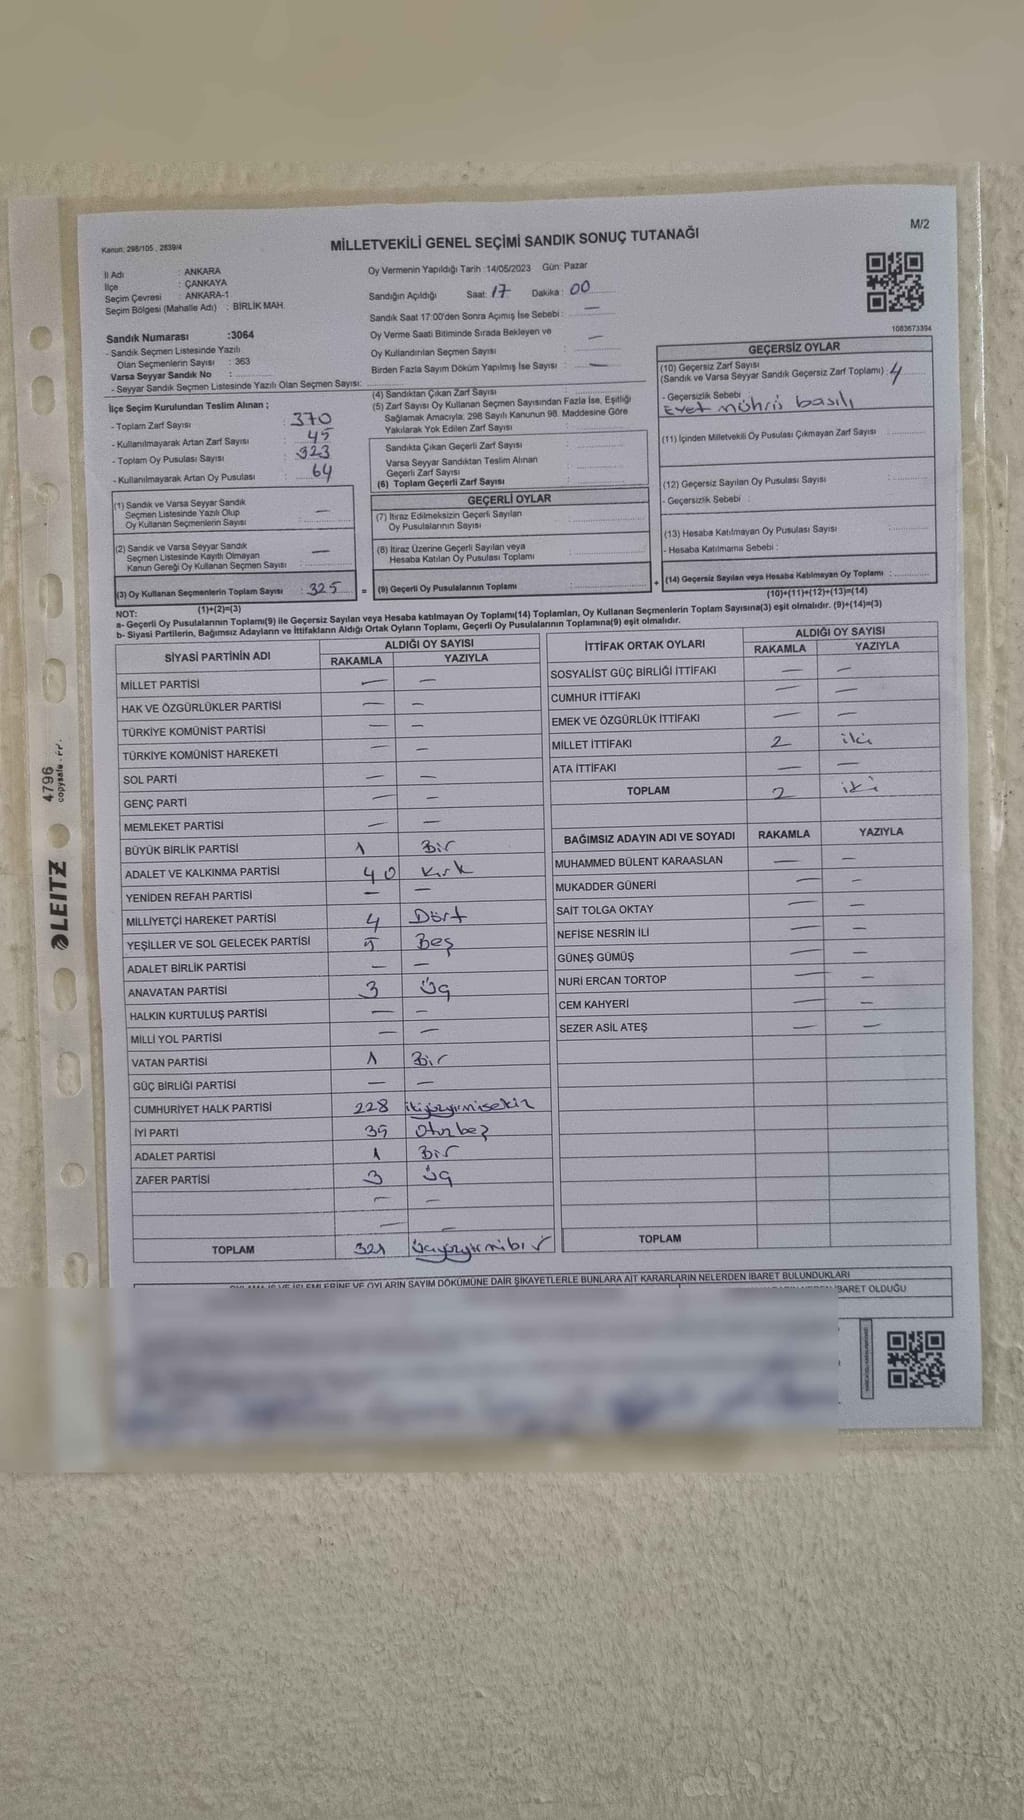 Kanun: 298/105 , 2839/4
M/2
MİLLETVEKİLİ GENEL SEÇİMİ SANDIK SONUÇ TUTANAĞI
İl Adı : ANKARA
İlçe : ÇANKAYA
Seçim Çevresi : ANKARA-1
Seçim Bölgesi (Mahalle Adı) : BİRLİK MAH.
Oy Vermenin Yapıldığı Tarih :14/05/2023 Gün: Pazar
Sandığın Açıldığı Saat: 17 Dakika : 00
Sandık Saat 17:00'den Sonra Açımış İse Sebebi : —
Oy Verme Saati Bitiminde Sırada Bekleyen ve
Oy Kullandırılan Seçmen Sayısı : —
Birden Fazla Sayım Döküm Yapılmış İse Sayısı : —
1083673394
Sandık Numarası :3064
- Sandık Seçmen Listesinde Yazılı
Olan Seçmenlerin Sayısı : 363
Varsa Seyyar Sandık No :
- Seyyar Sandık Seçmen Listesinde Yazılı Olan Seçmen Sayısı:
İlçe Seçim Kurulundan Teslim Alınan ;
- Toplam Zarf Sayısı : 370
- Kullanılmayarak Artan Zarf Sayısı : 45
- Toplam Oy Pusulası Sayısı : 323
- Kullanılmayarak Artan Oy Pusulası : 64
(1) Sandık ve Varsa Seyyar Sandık
Seçmen Listesinde Yazılı Olup
Oy Kullanan Seçmenlerin Sayısı : —
(2) Sandık ve Varsa Seyyar Sandık
Seçmen Listesinde Kayıtlı Olmayan
Kanun Gereği Oy Kullanan Seçmen Sayısı : —
(3) Oy Kullanan Seçmenlerin Toplam Sayısı : 325 =
(4) Sandıktan Çıkan Zarf Sayısı :
(5) Zarf Sayısı Oy Kullanan Seçmen Sayısından Fazla İse, Eşitliği
Sağlamak Amacıyla; 298 Sayılı Kanunun 98. Maddesine Göre
Yakılarak Yok Edilen Zarf Sayısı :
Sandıkta Çıkan Geçerli Zarf Sayısı :
Varsa Seyyar Sandıktan Teslim Alınan
Geçerli Zarf Sayısı :
(6) Toplam Geçerli Zarf Sayısı :
GEÇERLİ OYLAR
(7) İtiraz Edilmeksizin Geçerli Sayılan
Oy Pusulalarının Sayısı :
(8) İtiraz Üzerine Geçerli Sayılan veya
Hesaba Katılan Oy Pusulası Toplamı :
(9) Geçerli Oy Pusulalarının Toplamı : +
GEÇERSİZ OYLAR
(10) Geçersiz Zarf Sayısı
(Sandık ve Varsa Seyyar Sandık Geçersiz Zarf Toplamı) : 4
- Geçersizlik Sebebi :
Evet mührü basılı
(11) İçinden Milletvekili Oy Pusulası Çıkmayan Zarf Sayısı :
(12) Geçersiz Sayılan Oy Pusulası Sayısı :
- Geçersizlik Sebebi :
(13) Hesaba Katılmayan Oy Pusulası Sayısı :
- Hesaba Katılmama Sebebi :
(14) Geçersiz Sayılan veya Hesaba Katılmayan Oy Toplamı :
NOT: (1)+(2)=(3) (10)+(11)+(12)+(13)=(14)
a- Geçerli Oy Pusulalarının Toplamı(9) ile Geçersiz Sayılan veya Hesaba katılmayan Oy Toplamı(14) Toplamları, Oy Kullanan Seçmenlerin Toplam Sayısına(3) eşit olmalıdır. (9)+(14)=(3)
b- Siyasi Partilerin, Bağımsız Adayların ve İttifakların Aldığı Ortak Oyların Toplamı, Geçerli Oy Pusulalarının Toplamına(9) eşit olmalıdır.
SİYASİ PARTİNİN ADI ALDIĞI OY SAYISI
RAKAMLA YAZIYLA
MİLLET PARTİSİ — —
HAK VE ÖZGÜRLÜKLER PARTİSİ — —
TÜRKİYE KOMÜNİST PARTİSİ — —
TÜRKİYE KOMÜNİST HAREKETİ — —
SOL PARTİ — —
GENÇ PARTİ — —
MEMLEKET PARTİSİ — —
BÜYÜK BİRLİK PARTİSİ 1 Bir
ADALET VE KALKINMA PARTİSİ 40 Kırk
YENİDEN REFAH PARTİSİ — —
MİLLİYETÇİ HAREKET PARTİSİ 4 Dört
YEŞİLLER VE SOL GELECEK PARTİSİ 5 Beş
ADALET BİRLİK PARTİSİ — —
ANAVATAN PARTİSİ 3 Üç
HALKIN KURTULUŞ PARTİSİ — —
MİLLİ YOL PARTİSİ — —
VATAN PARTİSİ 1 Bir
GÜÇ BİRLİĞİ PARTİSİ — —
CUMHURİYET HALK PARTİSİ 228 ikiyüzyirmisekiz
İYİ PARTİ 35 Otuzbeş
ADALET PARTİSİ 1 Bir
ZAFER PARTİSİ 3 Üç
— —
— —
TOPLAM 321 Üçyüzyirmibir
İTTİFAK ORTAK OYLARI ALDIĞI OY SAYISI
RAKAMLA YAZIYLA
SOSYALİST GÜÇ BİRLİĞİ İTTİFAKI — —
CUMHUR İTTİFAKI — —
EMEK VE ÖZGÜRLÜK İTTİFAKI — —
MİLLET İTTİFAKI 2 iki
ATA İTTİFAKI — —
TOPLAM 2 iki
BAĞIMSIZ ADAYIN ADI VE SOYADI RAKAMLA YAZIYLA
MUHAMMED BÜLENT KARAASLAN — —
MUKADDER GÜNERİ — —
SAİT TOLGA OKTAY — —
NEFİSE NESRİN İLİ — —
GÜNEŞ GÜMÜŞ — —
NURİ ERCAN TORTOP — —
CEM KAHYERİ — —
SEZER ASİL ATEŞ — —
TOPLAM
OYLAMA İŞ VE İŞLEMLERİNE VE OYLARIN SAYIM DÖKÜMÜNE DAİR ŞİKAYETLERLE BUNLARA AİT KARARLARIN NELERDEN İBARET BULUNDUKLARI
İBARET OLDUĞU
LEITZ
4796
copysafe